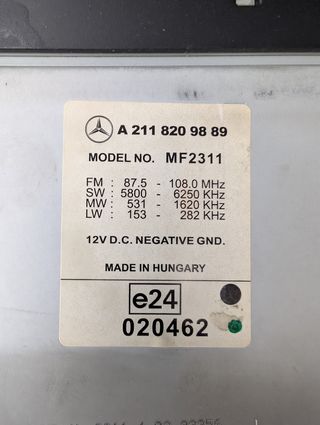 A 211 820 98 89
MODEL NO. MF2311
FM : 87.5 - 108.0 MHz
SW : 5800 - 6250 KHz
MW : 531 - 1620 KHz
LW : 153 - 282 KHz
12V D.C. NEGATIVE GND.
MADE IN HUNGARY
e24
020462